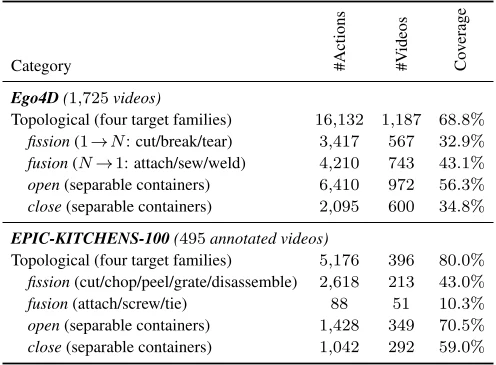 Category #Actions #Videos Coverage
Ego4D (1,725 videos)
Topological (four target families) 16,132 1,187 68.8%
fission (1→N: cut/break/tear) 3,417 567 32.9%
fusion (N→1: attach/sew/weld) 4,210 743 43.1%
open (separable containers) 6,410 972 56.3%
close (separable containers) 2,095 600 34.8%
EPIC-KITCHENS-100 (495 annotated videos)
Topological (four target families) 5,176 396 80.0%
fission (cut/chop/peel/grate/disassemble) 2,618 213 43.0%
fusion (attach/screw/tie) 88 51 10.3%
open (separable containers) 1,428 349 70.5%
close (separable containers) 1,042 292 59.0%